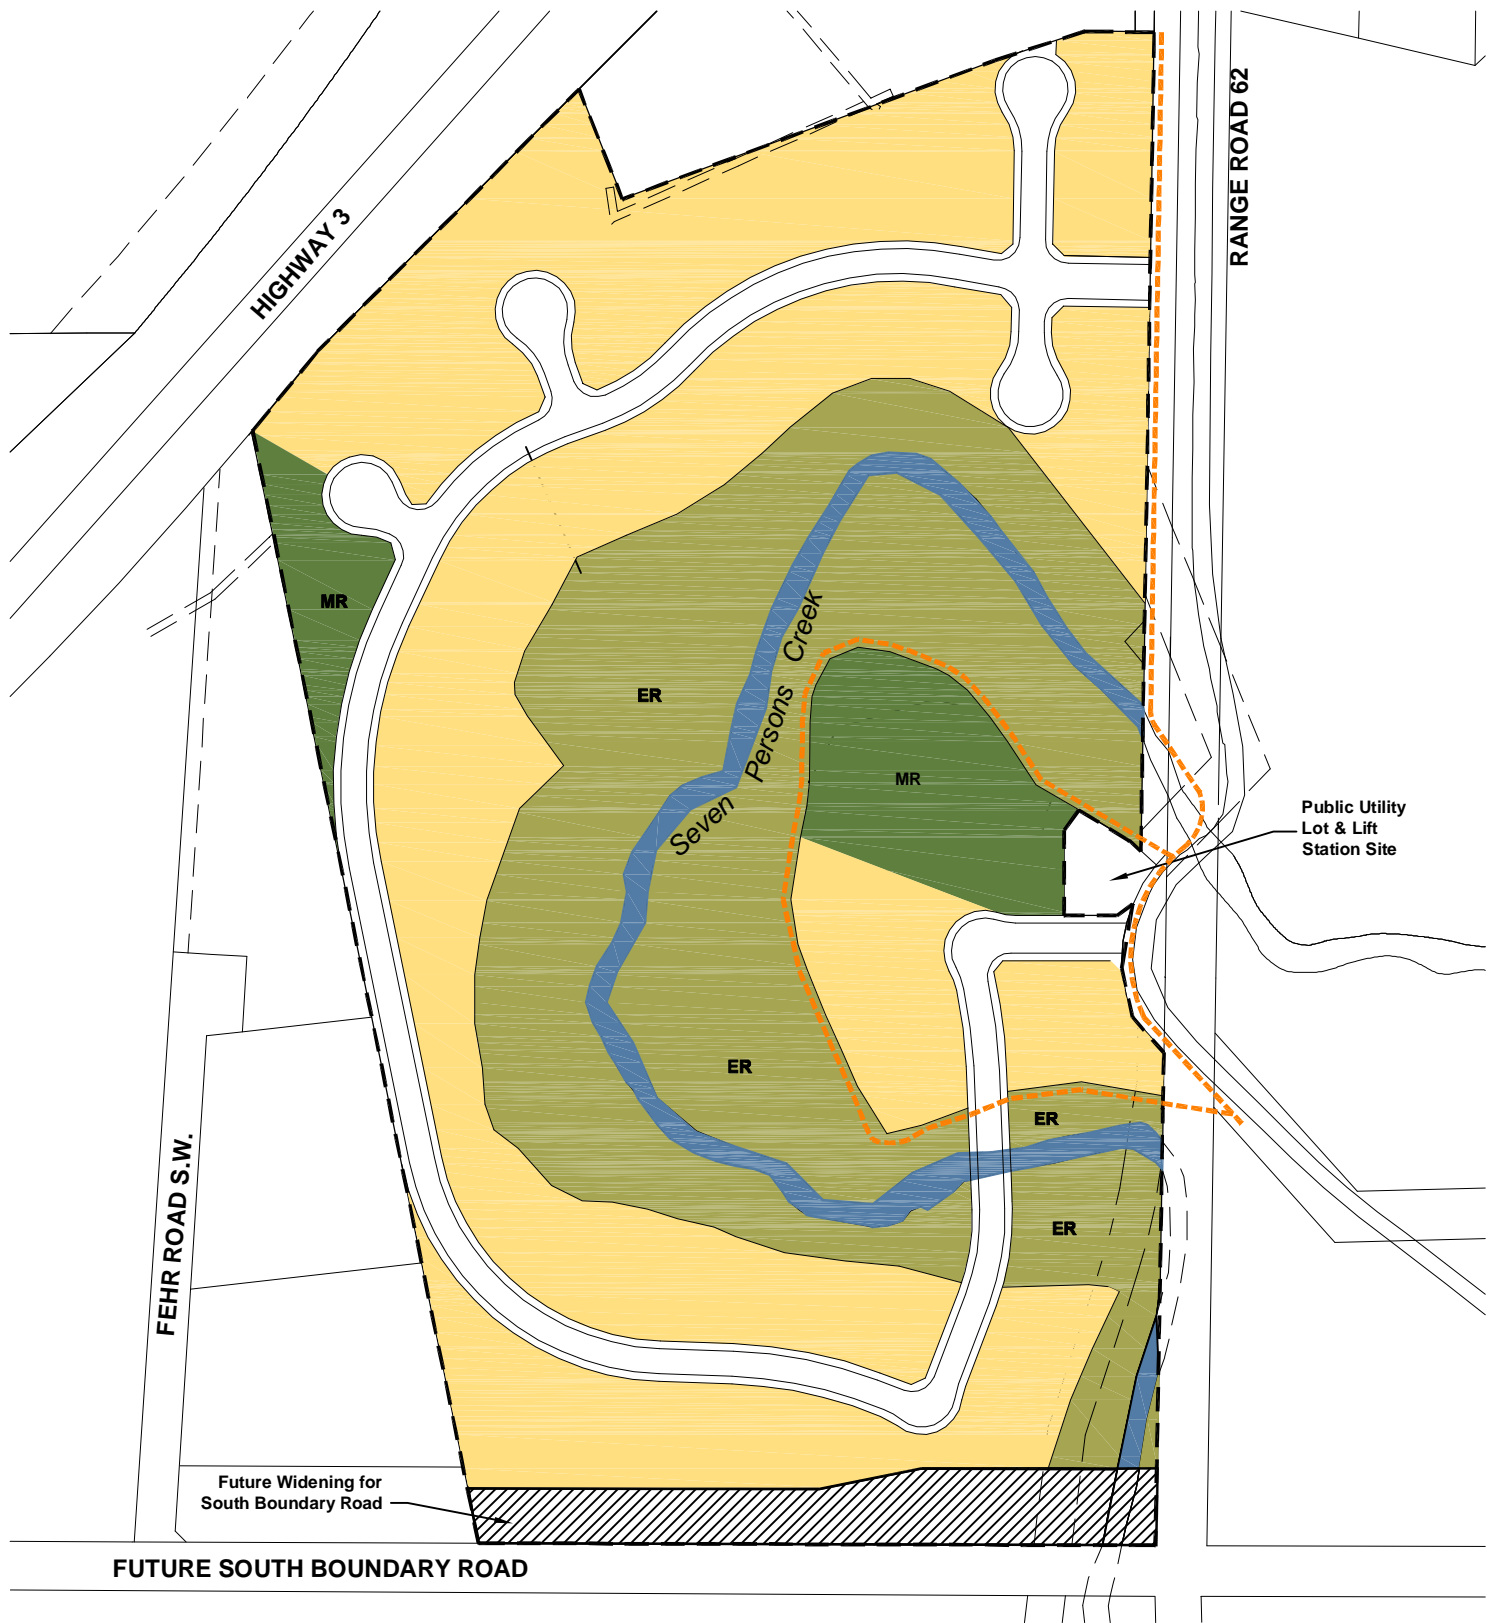 RANGE ROAD 62
HIGHWAY 3
MR
Seven Persons Creek
ER
MR
Public Utility
Lot & Lift
Station Site
ER
ER
ER
FEHR ROAD S.W.
Future Widening for
South Boundary Road
FUTURE SOUTH BOUNDARY ROAD